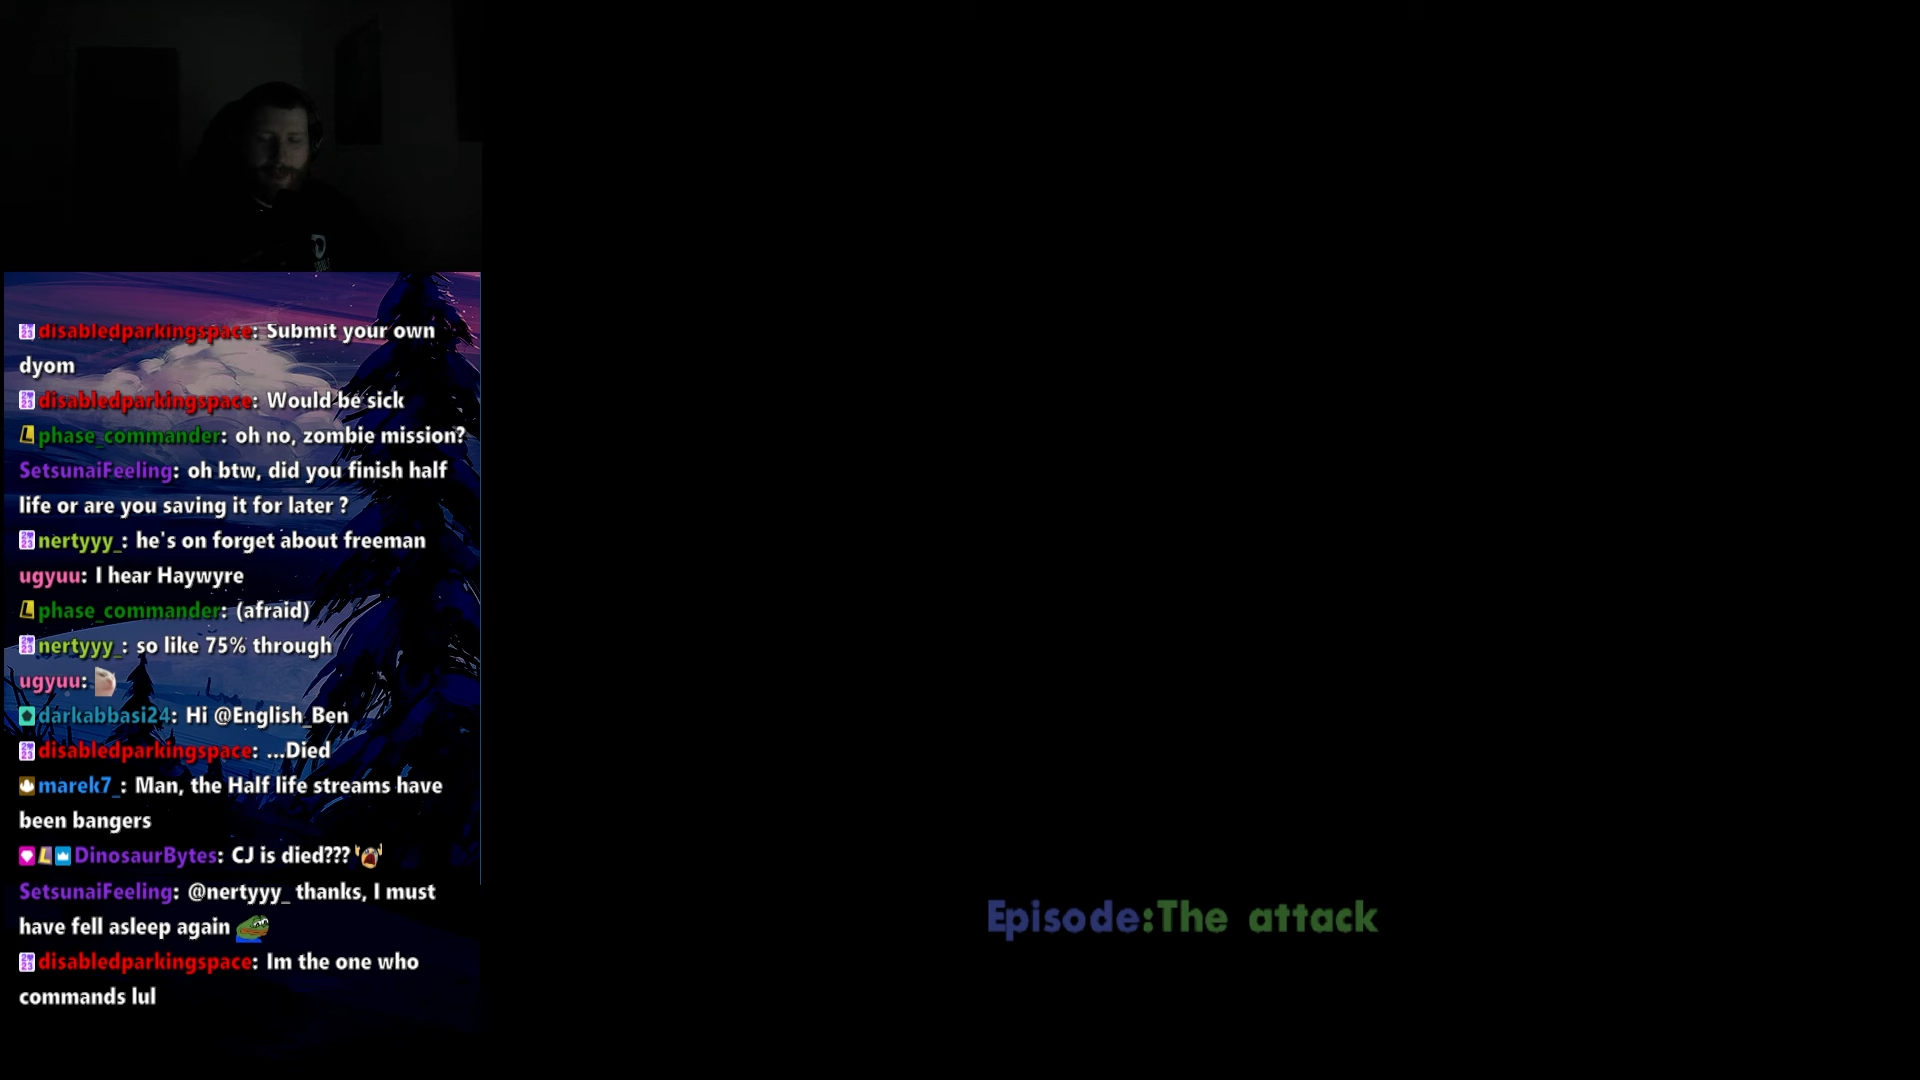 disabledparkingspace: Submit your own
dyom
disabledparkingspace: Would be sick
phase_commander: oh no, zombie mission?
SetsunaiFeeling: oh btw, did you finish half
life or are you saving it for later ?
nertyyy_: he's on forget about freeman
ugyuu: I hear Haywyre
phase_commander: (afraid)
nertyyy_: so like 75% through
ugyuu:
darkabbasi24: Hi @English_Ben
disabledparkingspace: ...Died
marek7_: Man, the Half life streams have
been bangers
DinosaurBytes: CJ is died???
SetsunaiFeeling: @nertyyy_ thanks, I must
have fell asleep again
disabledparkingspace: Im the one who
commands lul
Episode:The attack